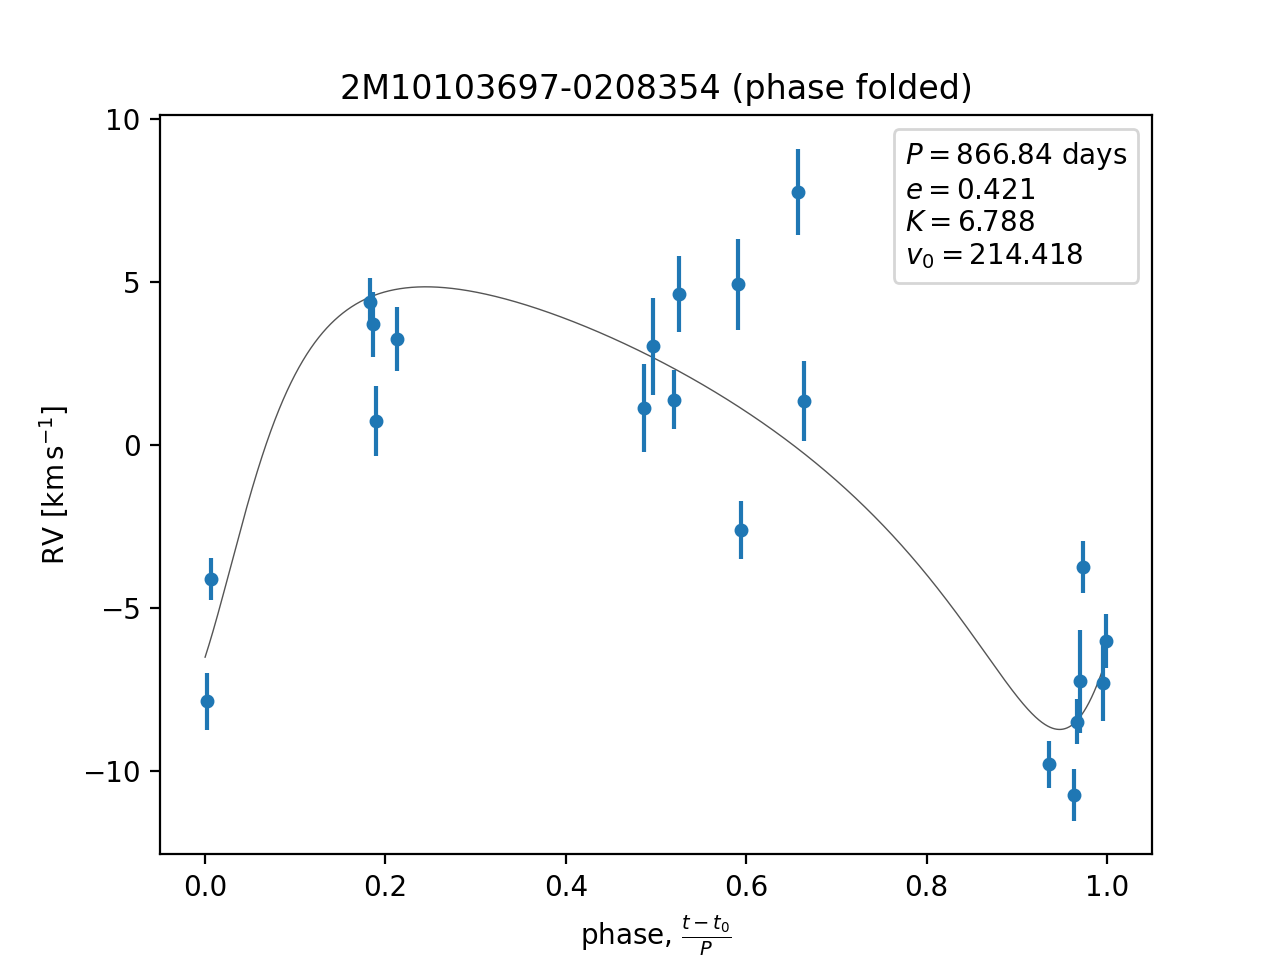 2M10103697-0208354 (phase folded)
P = 866.84 days
e = 0.421
K = 6.788
v₀ = 214.418
RV [km s⁻¹]
10
5
0
−5
−10
0.0 0.2 0.4 0.6 0.8 1.0
phase, (t − t₀)/P